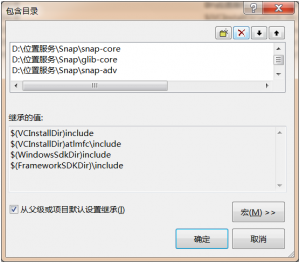 包含目录
D:\位置服务\Snap\snap-core
D:\位置服务\Snap\glib-core
D:\位置服务\Snap\snap-adv
继承的值:
$(VCInstallDir)include
$(VCInstallDir)atlmfc\include
$(WindowsSdkDir)include
$(FrameworkSDKDir)\include
从父级或项目默认设置继承(I)
宏(M) >>
确定
取消